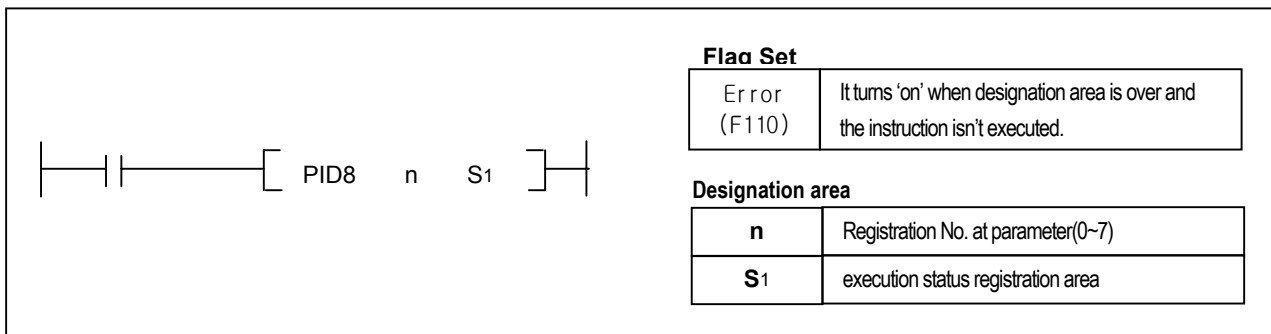 PID8 n S1
Flag Set
Error
(F110)
It turns ‘on’ when designation area is over and
the instruction isn’t executed.
Designation area
n
Registration No. at parameter(0~7)
S1
execution status registration area